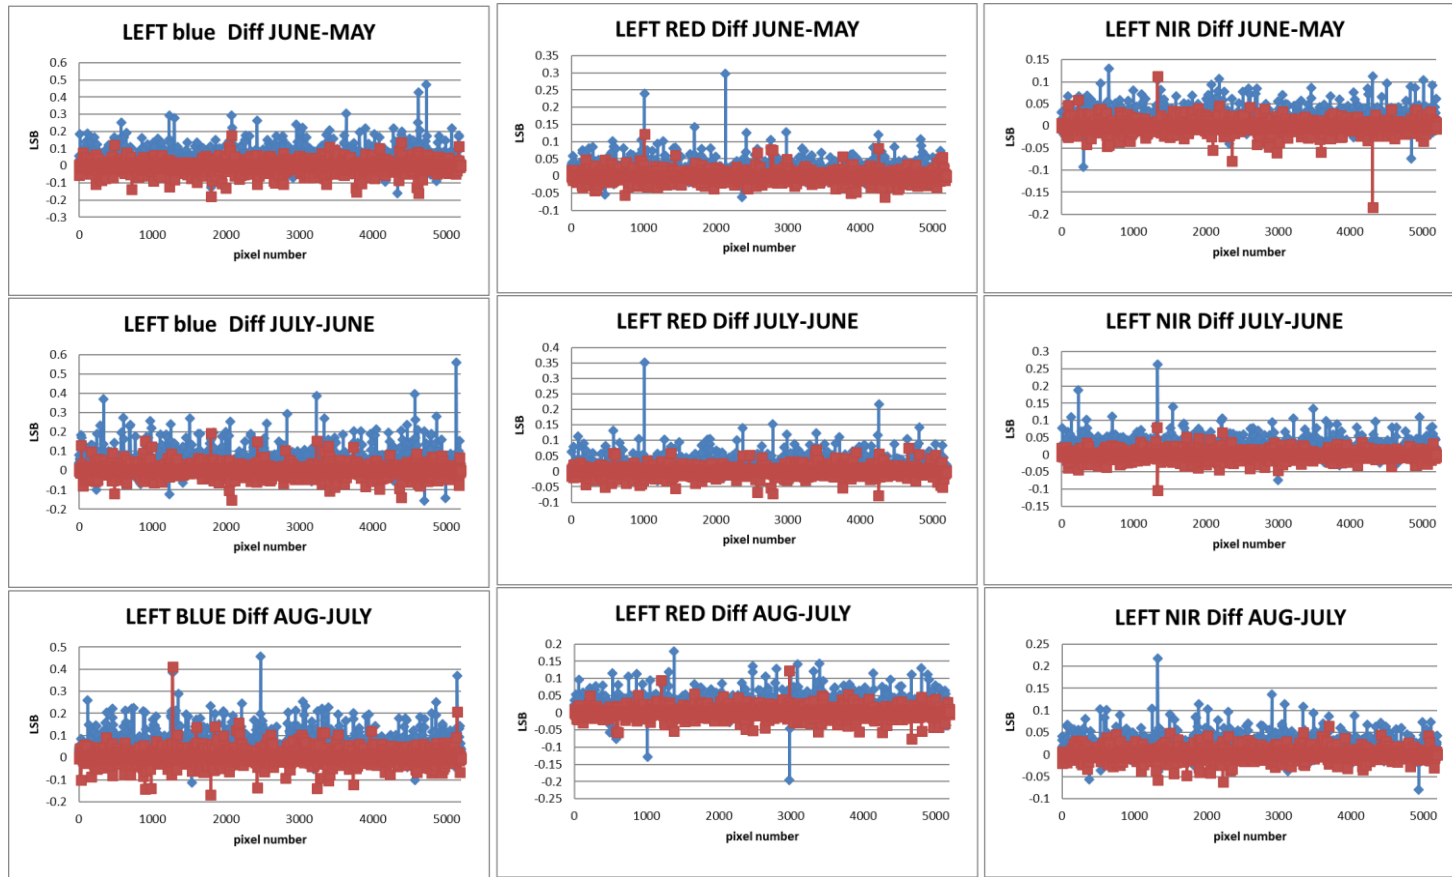 LEFT blue Diff JUNE-MAY
0.6
0.5
0.4
0.3
0.2
0.1
0
-0.1
-0.2
-0.3
LSB
0 1000 2000 3000 4000 5000
pixel number
LEFT RED Diff JUNE-MAY
0.35
0.3
0.25
0.2
0.15
0.1
0.05
0
-0.05
-0.1
LSB
0 1000 2000 3000 4000 5000
pixel number
LEFT NIR Diff JUNE-MAY
0.15
0.1
0.05
0
-0.05
-0.1
-0.15
-0.2
LSB
0 1000 2000 3000 4000 5000
pixel number
LEFT blue Diff JULY-JUNE
0.6
0.5
0.4
0.3
0.2
0.1
0
-0.1
-0.2
LSB
0 1000 2000 3000 4000 5000
pixel number
LEFT RED Diff JULY-JUNE
0.4
0.35
0.3
0.25
0.2
0.15
0.1
0.05
0
-0.05
-0.1
LSB
0 1000 2000 3000 4000 5000
pixel number
LEFT NIR Diff JULY-JUNE
0.3
0.25
0.2
0.15
0.1
0.05
0
-0.05
-0.1
-0.15
LSB
0 1000 2000 3000 4000 5000
pixel number
LEFT BLUE Diff AUG-JULY
0.5
0.4
0.3
0.2
0.1
0
-0.1
-0.2
LSB
0 1000 2000 3000 4000 5000
pixel number
LEFT RED Diff AUG-JULY
0.2
0.15
0.1
0.05
0
-0.05
-0.1
-0.15
-0.2
-0.25
LSB
0 1000 2000 3000 4000 5000
pixel number
LEFT NIR Diff AUG-JULY
0.25
0.2
0.15
0.1
0.05
0
-0.05
-0.1
LSB
0 1000 2000 3000 4000 5000
pixel number